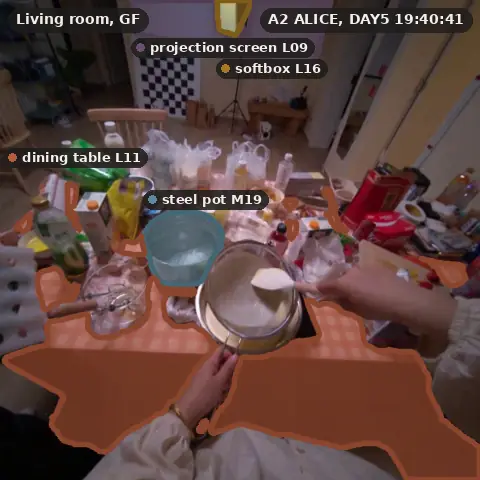 Living room, GF
A2 ALICE, DAY5 19:40:41
projection screen L09
softbox L16
dining table L11
steel pot M19